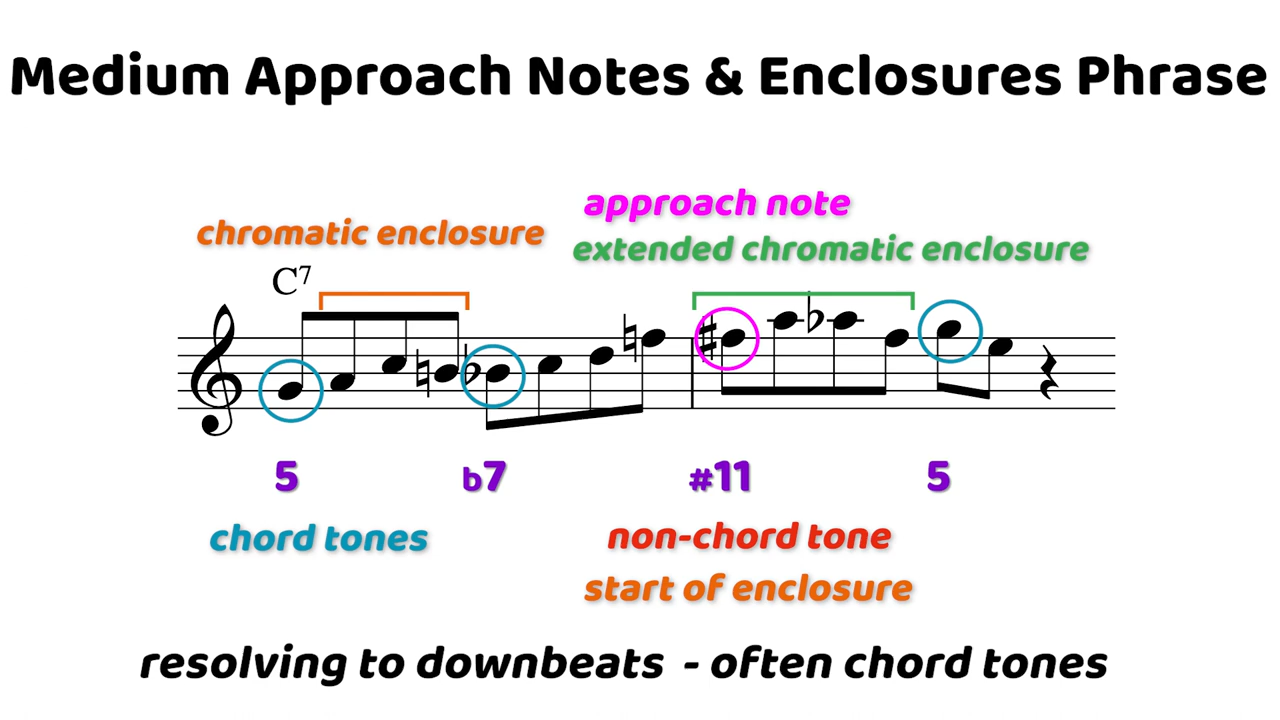 Medium Approach Notes & Enclosures Phrase
approach note
chromatic enclosure
extended chromatic enclosure
C7
5 b7 #11 5
chord tones
non-chord tone
start of enclosure
resolving to downbeats - often chord tones